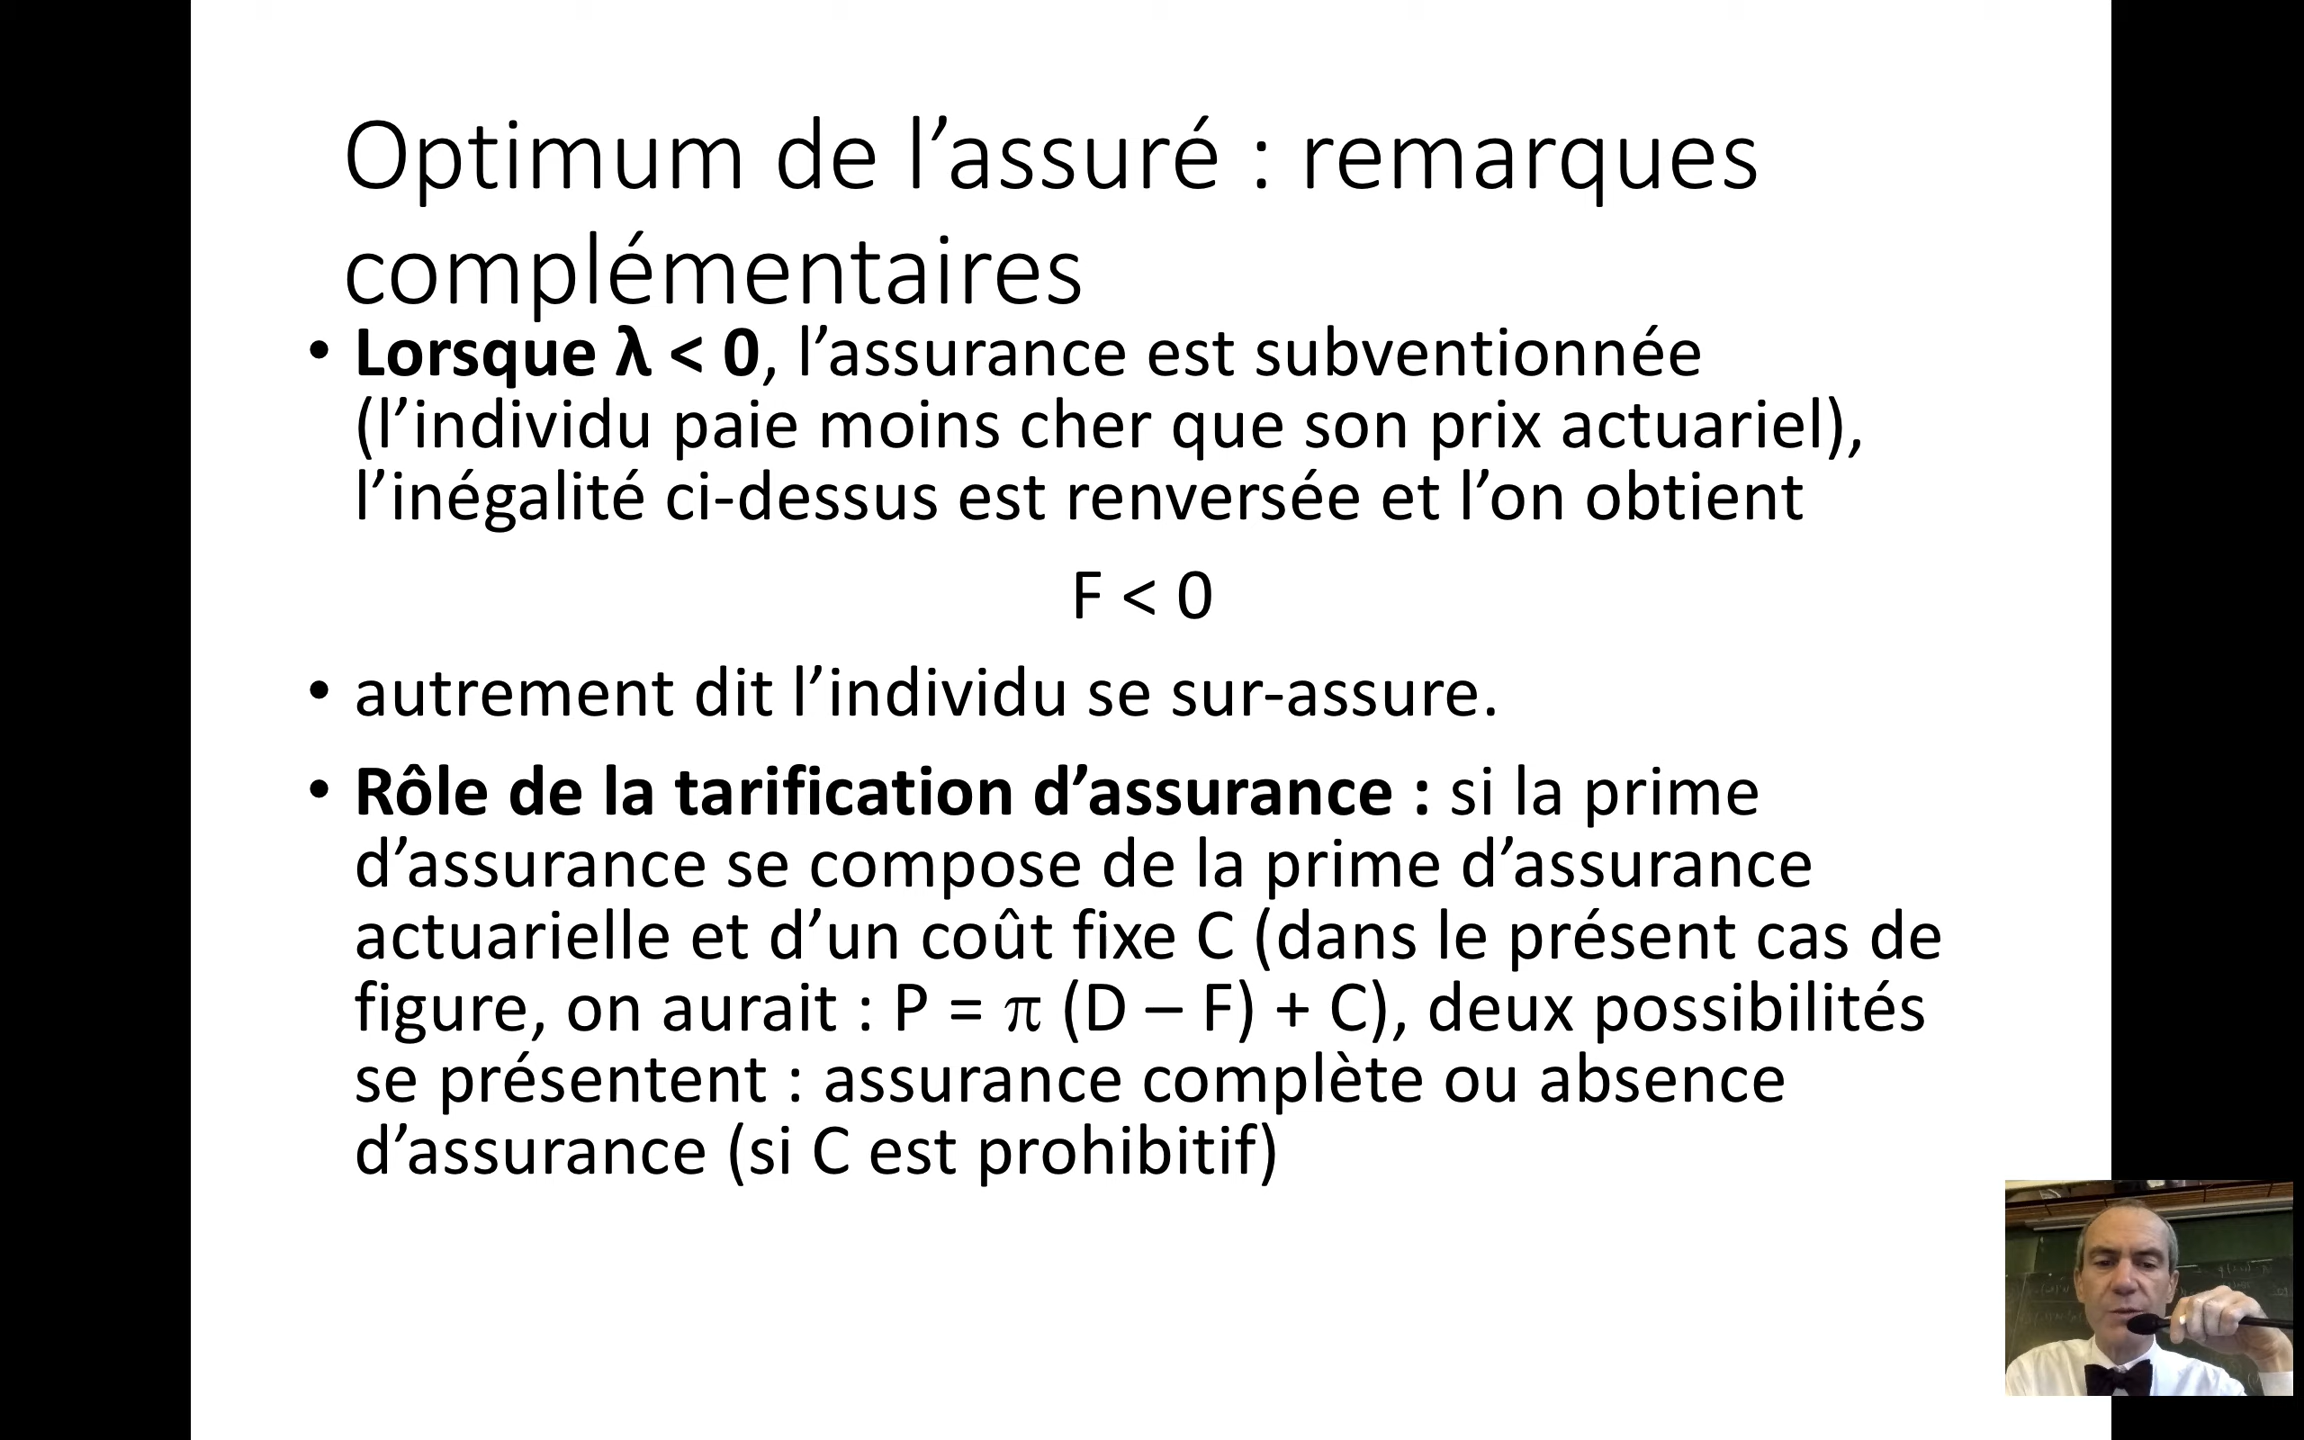 Optimum de l’assuré : remarques
complémentaires
• Lorsque λ < 0, l’assurance est subventionnée
(l’individu paie moins cher que son prix actuariel),
l’inégalité ci-dessus est renversée et l’on obtient
F < 0
• autrement dit l’individu se sur-assure.
• Rôle de la tarification d’assurance : si la prime
d’assurance se compose de la prime d’assurance
actuarielle et d’un coût fixe C (dans le présent cas de
figure, on aurait : P = π (D – F) + C), deux possibilités
se présentent : assurance complète ou absence
d’assurance (si C est prohibitif)